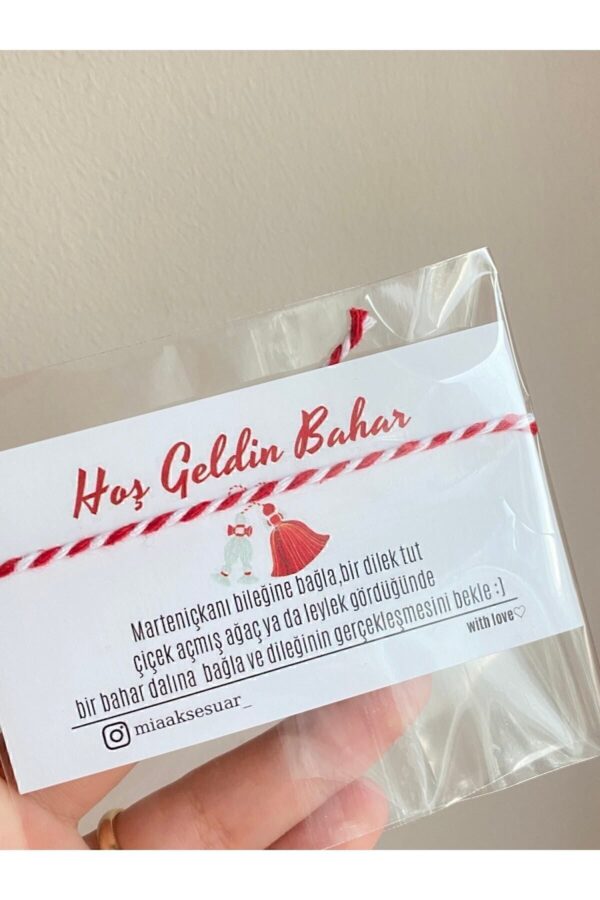 Hoş Geldin Bahar
Marteniçkanı bileğine bağla,bir dilek tut
çiçek açmış ağaç ya da leylek gördüğünde
bir bahar dalına bağla ve dileğinin gerçekleşmesini bekle :)
with love♡
miaaksesuar_